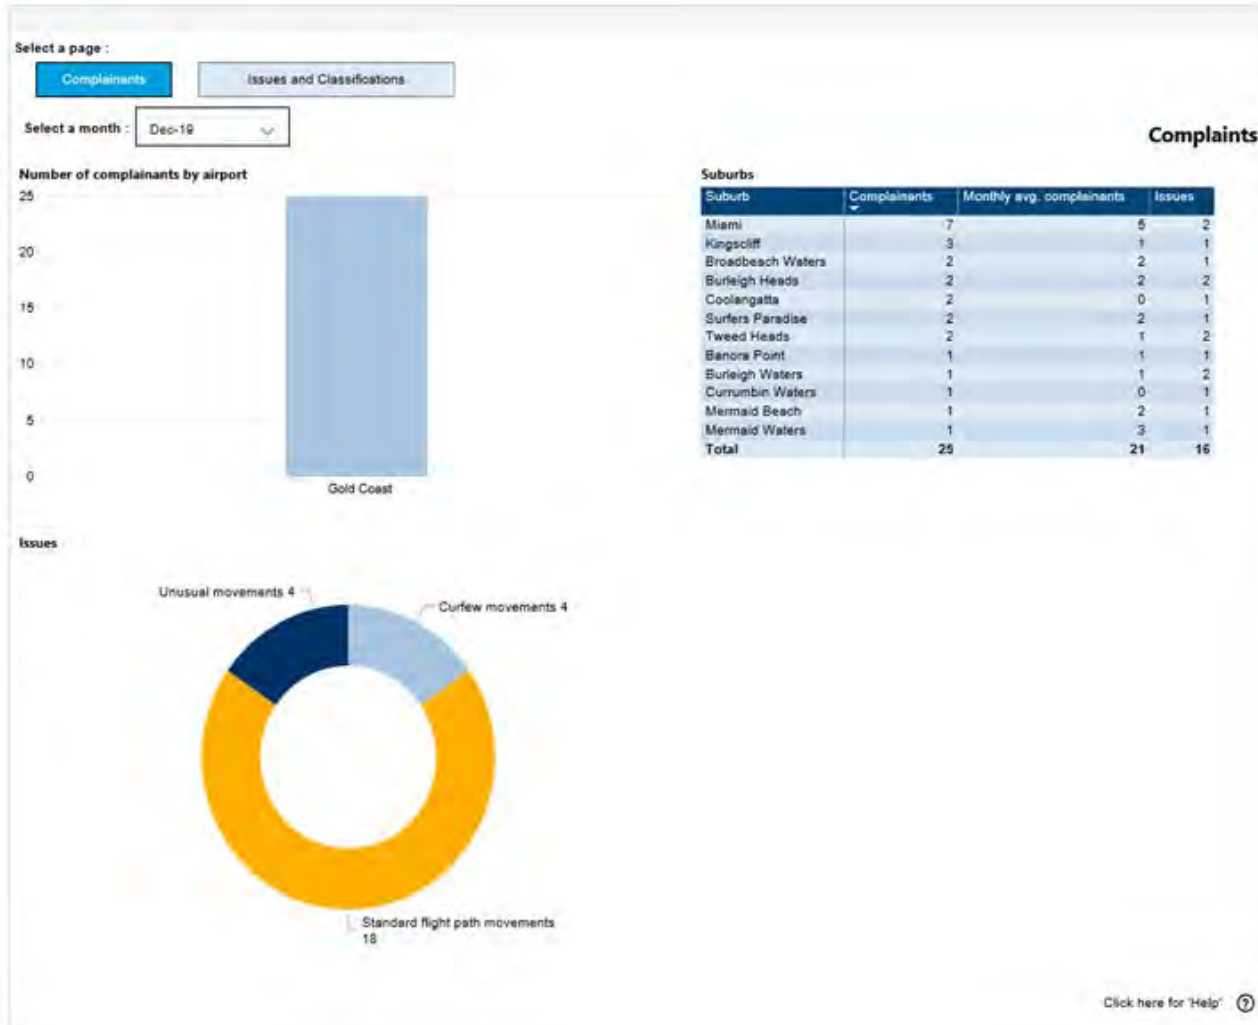 Select a page :
Complainants
Issues and Classifications
Select a month :
Dec-19
Complaints
Number of complainants by airport
25
20
15
10
5
0
Gold Coast
Suburbs
Suburb Complainants Monthly avg. complainants Issues
Miami 7 5 2
Kingscliff 3 1 1
Broadbeach Waters 2 2 1
Burleigh Heads 2 2 2
Coolangatta 2 0 1
Surfers Paradise 2 2 1
Tweed Heads 2 1 2
Banora Point 1 1 1
Burleigh Waters 1 1 2
Currumbin Waters 1 0 1
Mermaid Beach 1 2 1
Mermaid Waters 1 3 1
Total 25 21 16
Issues
Unusual movements 4
Curfew movements 4
Standard flight path movements
18
Click here for 'Help' ?